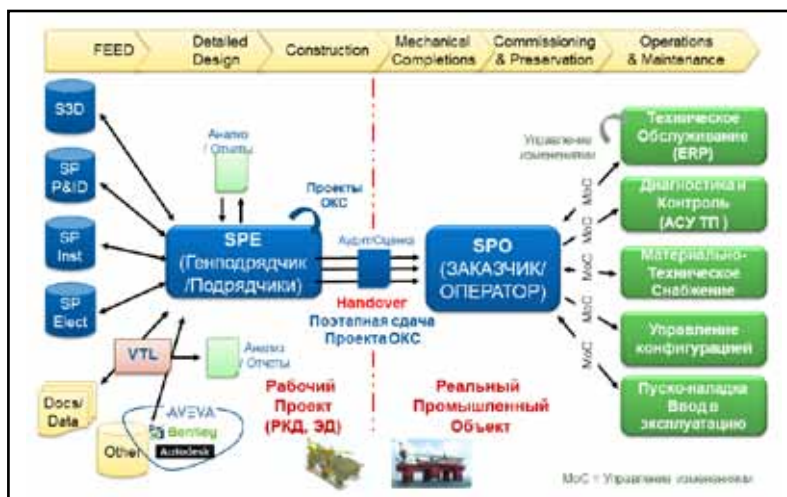 FEED
Detailed
Design
Construction
Mechanical
Completions
Commissioning
& Preservation
Operations
& Maintenance
S3D
SP
P&ID
SP
Inst
SP
Elect
Анализ
/ Отчеты
Проекты
ОКС
SPE
(Генподрядчик
/Подрядчики)
Аудит/Оценка
Handover
Поэтапная сдача
Проекта ОКС
SPO
(ЗАКАЗЧИК/
ОПЕРАТОР)
Управление
изменениями
MoC
MoC
MoC
MoC
MoC
Техническое
Обслуживание
(ERP)
Диагностика и
Контроль
(АСУ ТП )
Материально-
Техническое
Снабжение
Управление
конфигурацией
Пуско-наладка
Ввод в
эксплуатацию
VTL
Анализ
/ Отчеты
Docs/
Data
Other
AVEVA
Bentley
Autodesk
Рабочий
Проект
(РКД, ЭД)
Реальный
Промышленный
Объект
MoC = Управление изменениями